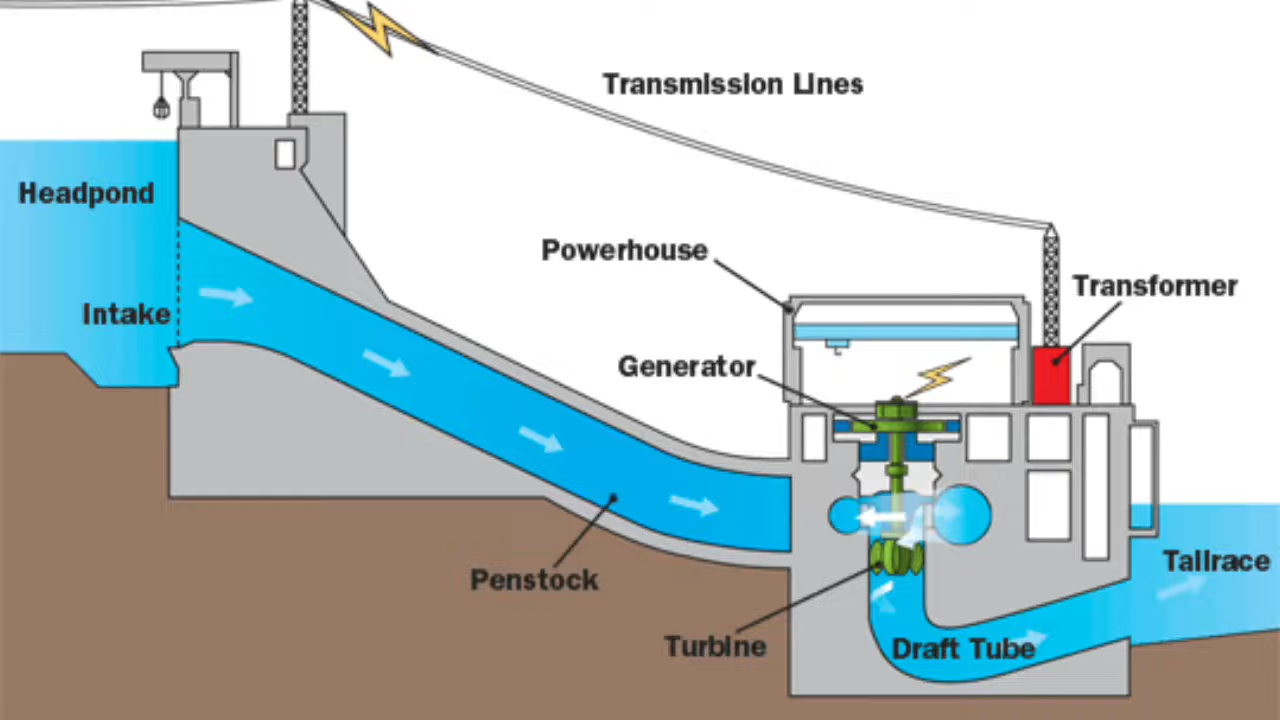 Transmission Lines
Headpond
Powerhouse
Transformer
Intake
Generator
Tailrace
Penstock
Turbine
Draft Tube